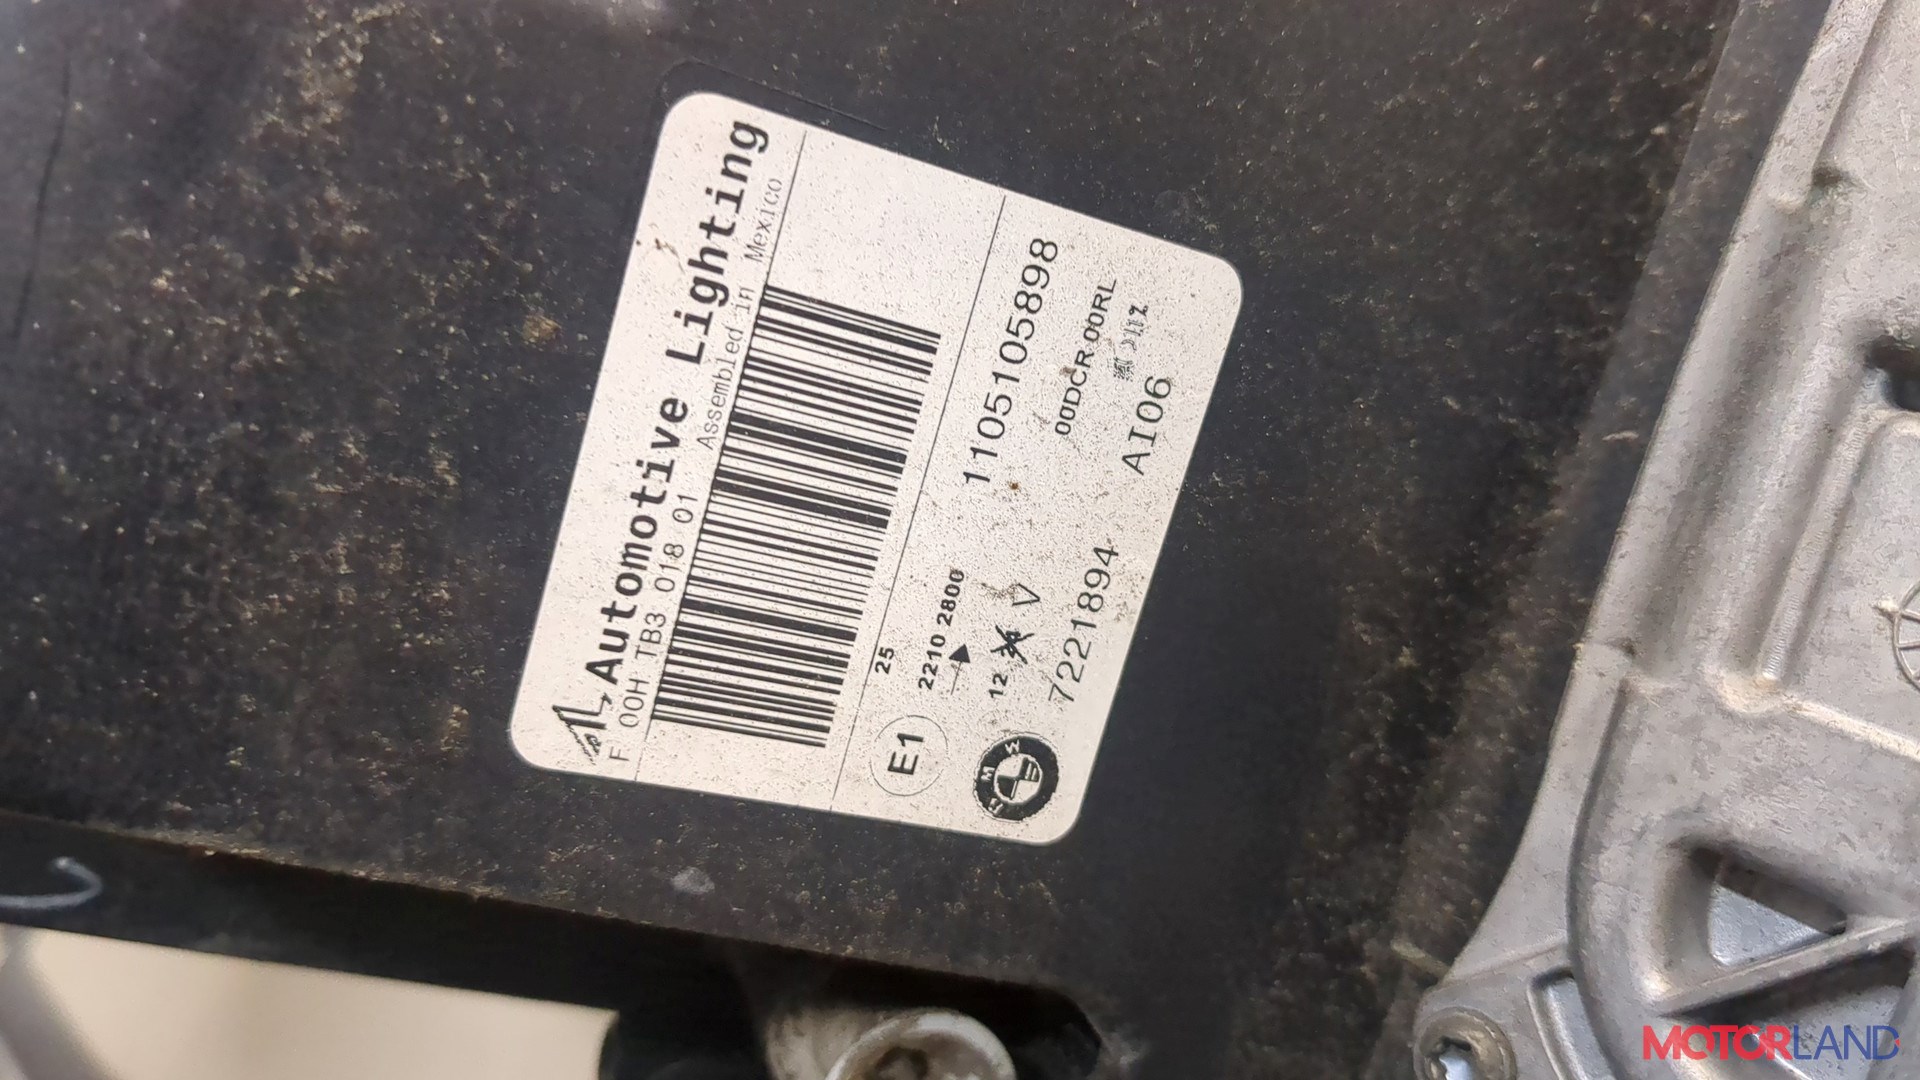 Automotive Lighting
F 00H TB3 018 01
Assembled in Mexico
25
2210 2800
1105105898
E1
12 V
00DCR 00RL
BMW
7221894
AI06
MOTORLAND